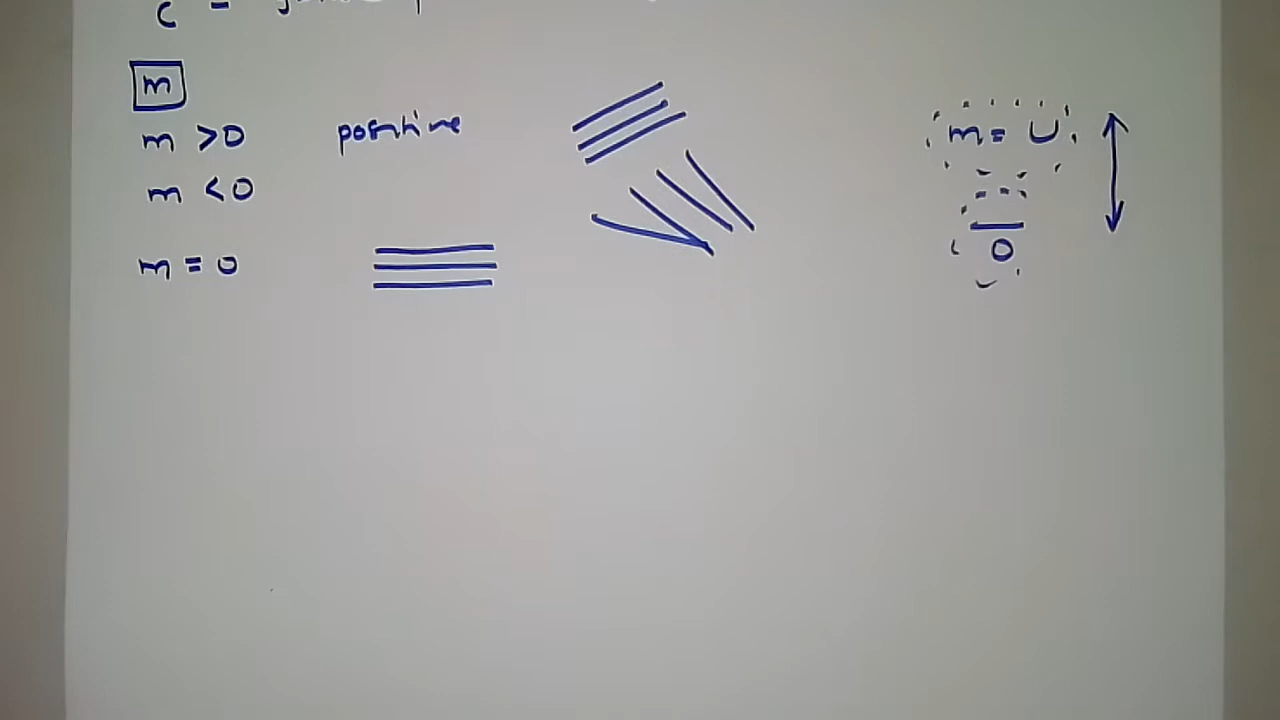 c -
m
m >0 positive
m <0
m = 0
m = U
---
0